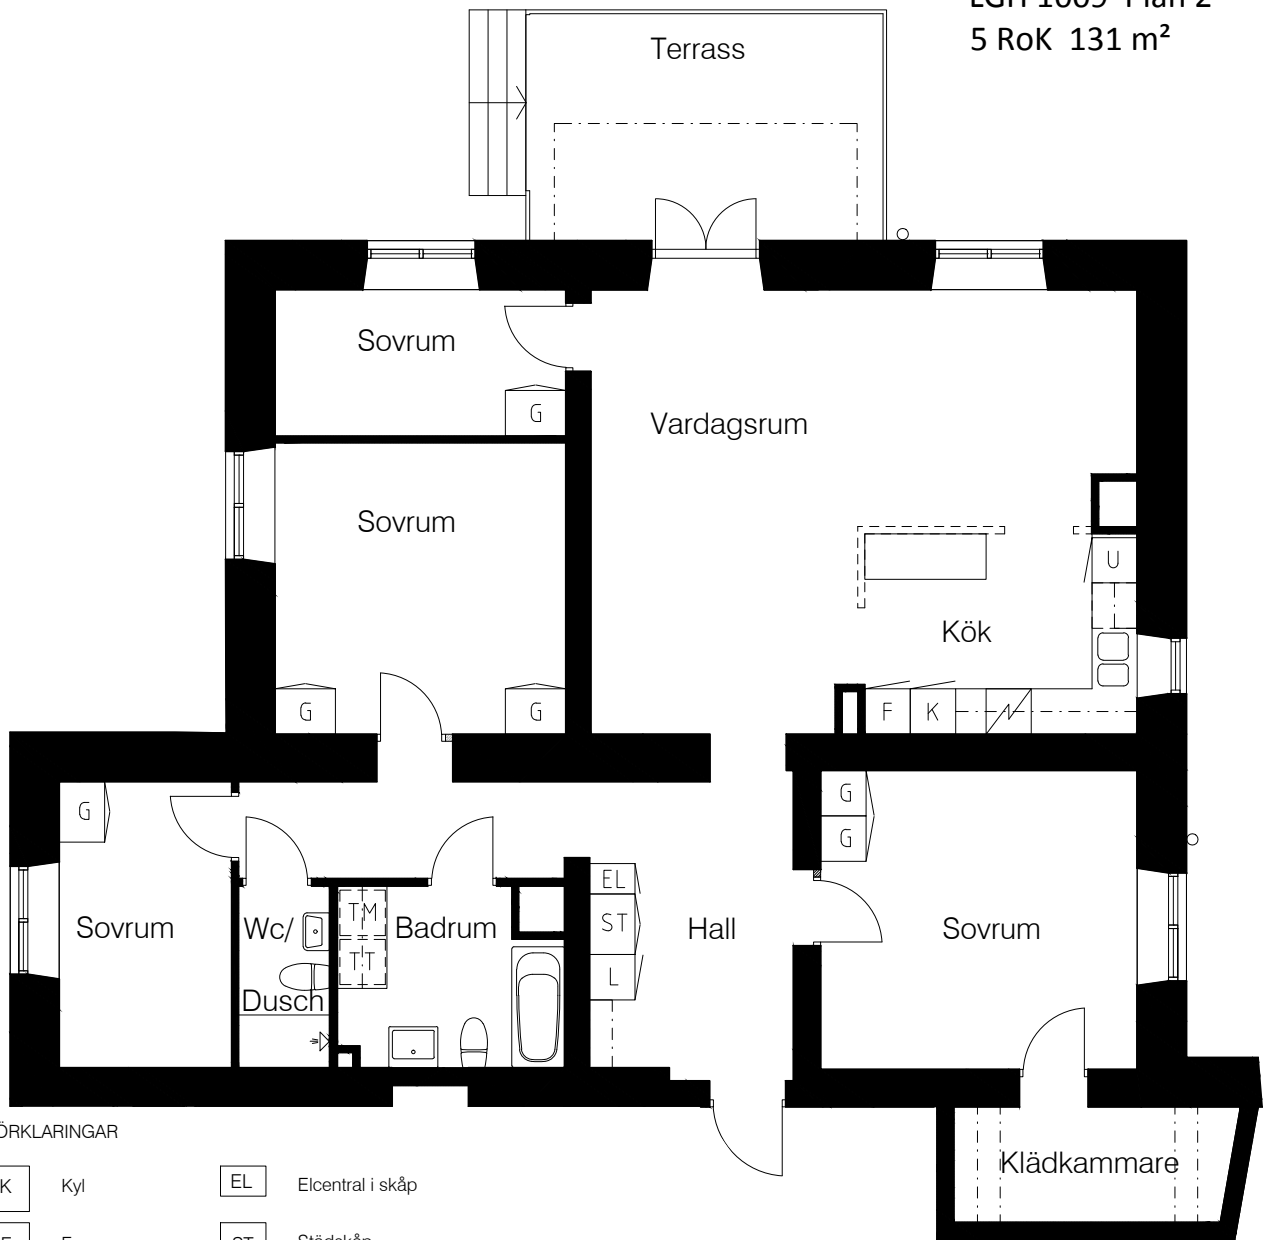 5 RoK 131 m²
Terrass
Sovrum
G
Vardagsrum
Sovrum
U
Kök
G
G
F K
G
G
G
EL
TM
ST
Sovrum
Wc/
Badrum
Hall
Sovrum
TT
L
Dusch
Klädkammare
K Kyl
EL Elcentral i skåp